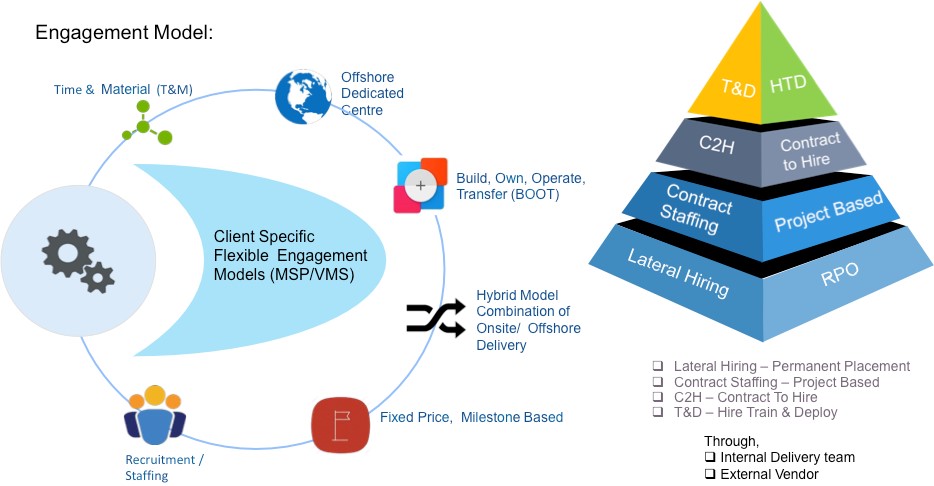 Engagement Model:
Time & Material (T&M)
Offshore
Dedicated
Centre
Build, Own, Operate,
Transfer (BOOT)
Client Specific
Flexible Engagement
Models (MSP/VMS)
Hybrid Model
Combination of
Onsite/ Offshore
Delivery
Fixed Price, Milestone Based
Recruitment /
Staffing
T&D
HTD
C2H
Contract
to Hire
Contract
Staffing
Project Based
Lateral Hiring
RPO
❑ Lateral Hiring – Permanent Placement
❑ Contract Staffing – Project Based
❑ C2H – Contract To Hire
❑ T&D – Hire Train & Deploy
Through,
❑ Internal Delivery team
❑ External Vendor